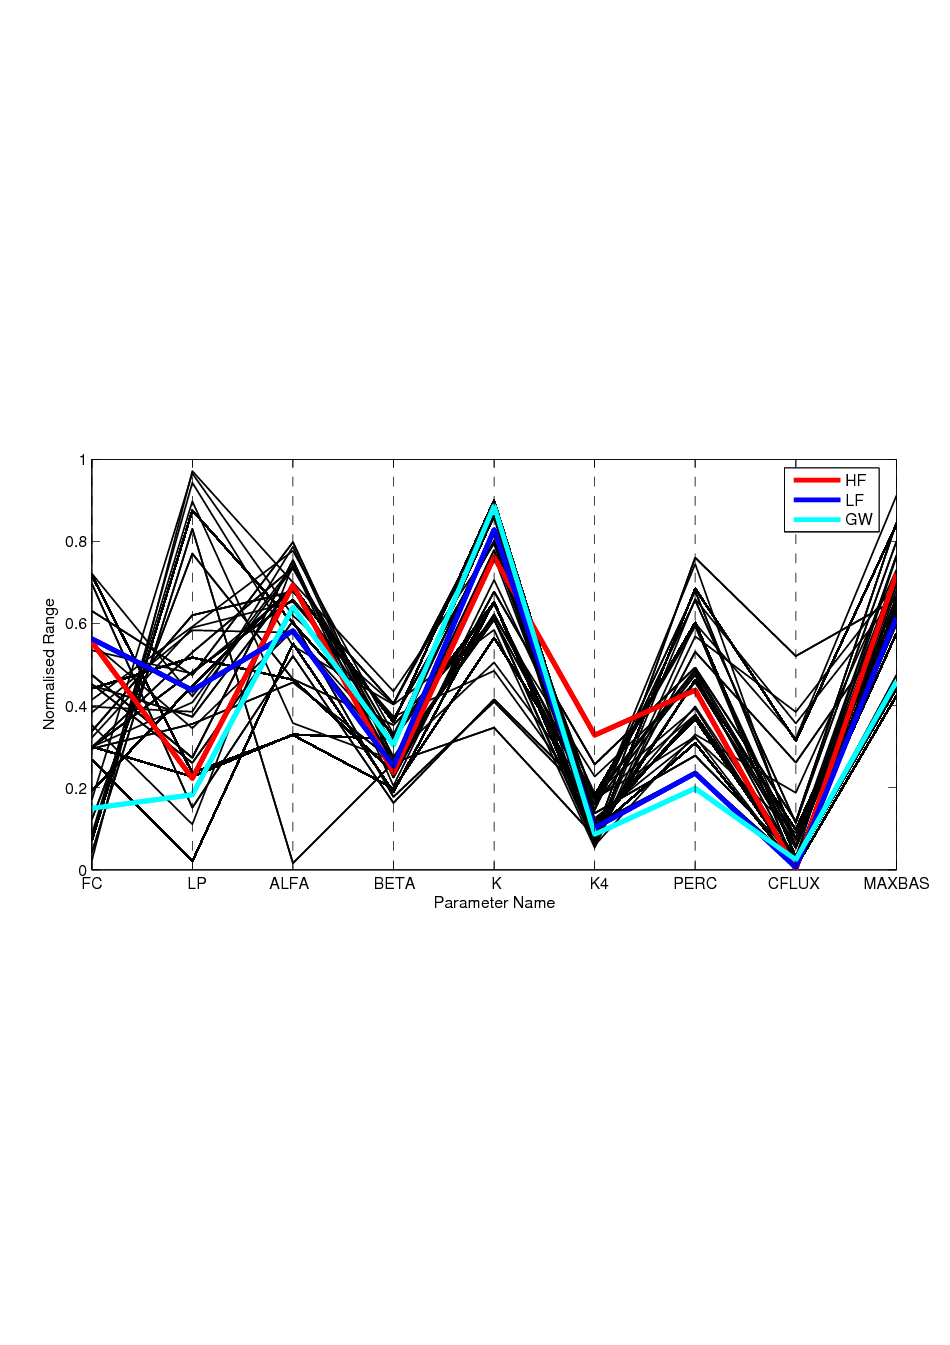 1
0.8
0.6
0.4
0.2
0
Normalised Range
HF
LF
GW
FC LP ALFA BETA K K4 PERC CFLUX MAXBAS
Parameter Name